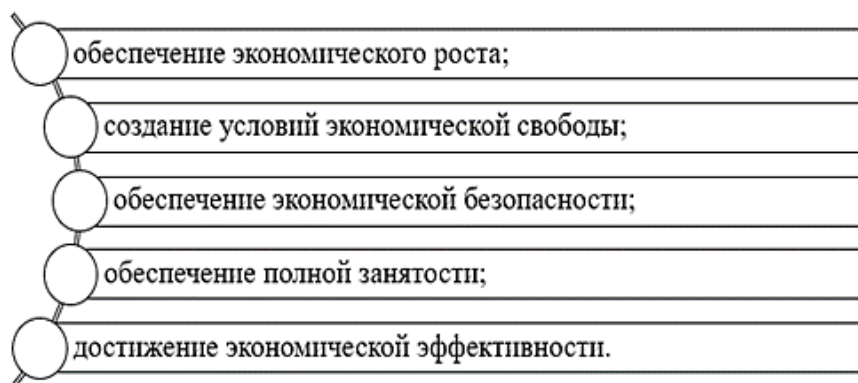 обеспечение экономического роста;
создание условий экономической свободы;
обеспечение экономической безопасности;
обеспечение полной занятости;
достижение экономической эффективности.